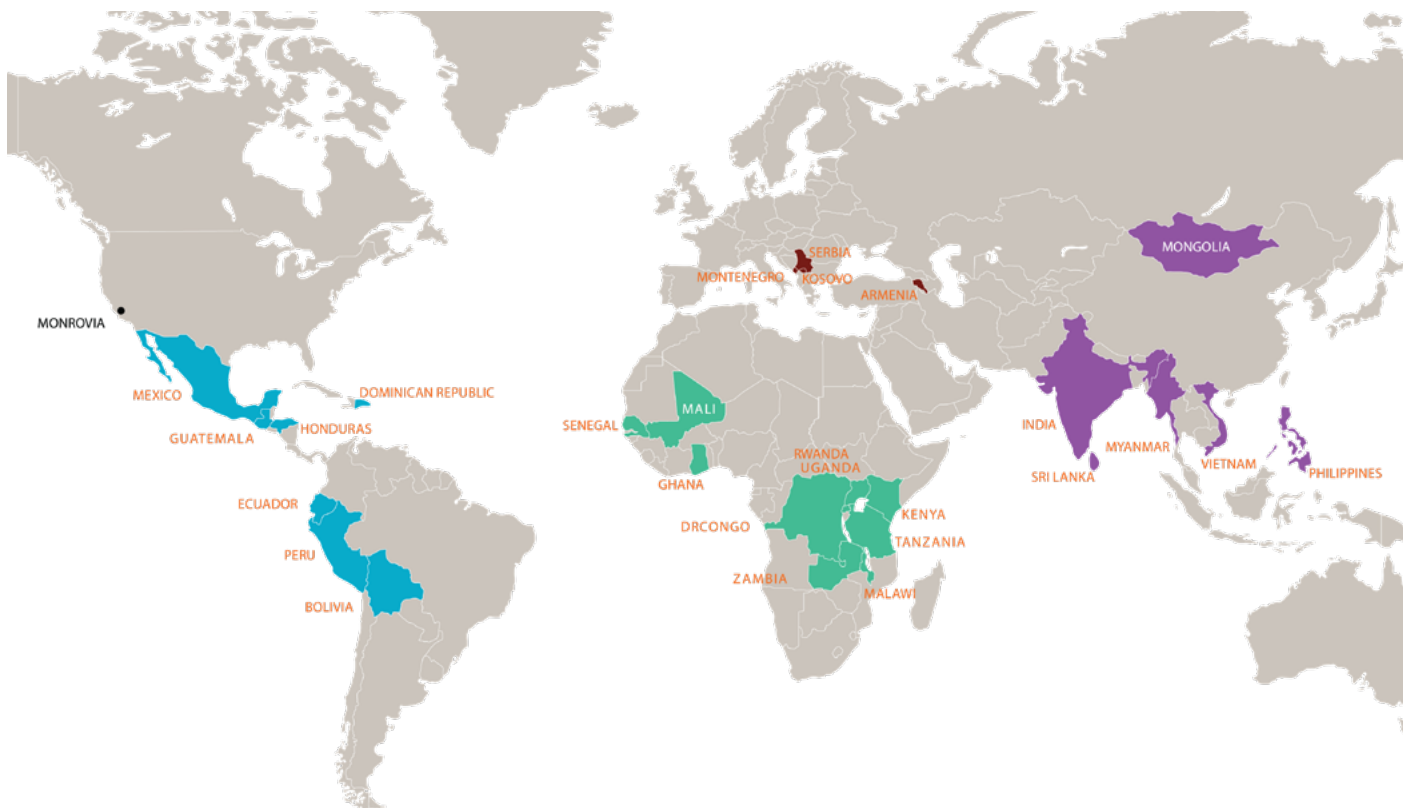 MONGOLIA
SERBIA
MONTENEGRO
KOSOVO
ARMENIA
MONROVIA
MEXICO
DOMINICAN REPUBLIC
GUATEMALA
HONDURAS
MALI
SENEGAL
INDIA
MYANMAR
VIETNAM
SRI LANKA
PHILIPPINES
RWANDA
UGANDA
GHANA
ECUADOR
KENYA
DRCONGO
TANZANIA
PERU
ZAMBIA
MALAWI
BOLIVIA